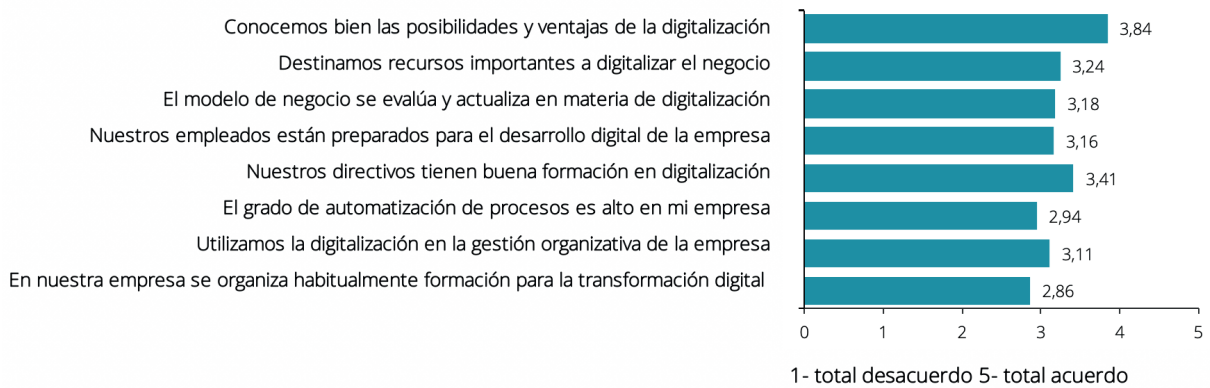 Conocemos bien las posibilidades y ventajas de la digitalización 3,84
Destinamos recursos importantes a digitalizar el negocio 3,24
El modelo de negocio se evalúa y actualiza en materia de digitalización 3,18
Nuestros empleados están preparados para el desarrollo digital de la empresa 3,16
Nuestros directivos tienen buena formación en digitalización 3,41
El grado de automatización de procesos es alto en mi empresa 2,94
Utilizamos la digitalización en la gestión organizativa de la empresa 3,11
En nuestra empresa se organiza habitualmente formación para la transformación digital 2,86
0 1 2 3 4 5
1- total desacuerdo 5- total acuerdo